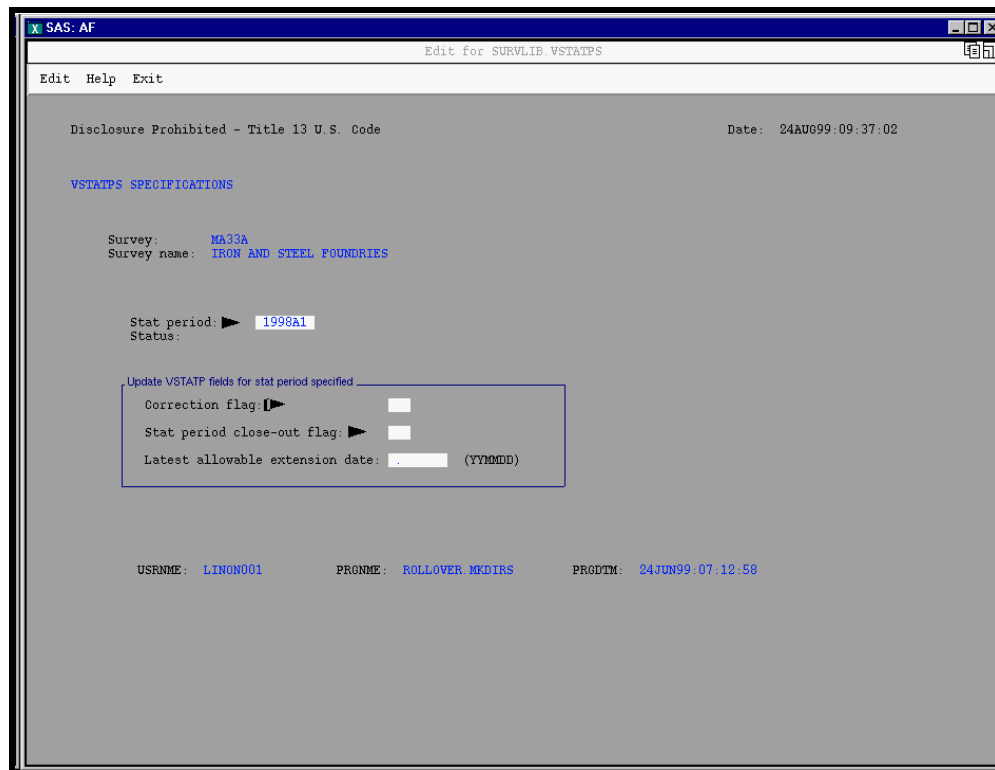 SAS: AF
Edit for SURVLIB.VSTATPS
Edit Help Exit
Disclosure Prohibited - Title 13 U.S. Code Date: 24AUG99:09:37:02
VSTATPS SPECIFICATIONS
Survey: MA33A
Survey name: IRON AND STEEL FOUNDRIES
Stat period: 1998A1
Status:
Update VSTATP fields for stat period specified
Correction flag:
Stat period close-out flag:
Latest allowable extension date: . (YYMMDD)
USRNME: LINON001 PRGNME: ROLLOVER.MKDIRS PRGDTM: 24JUN99:07:12:58